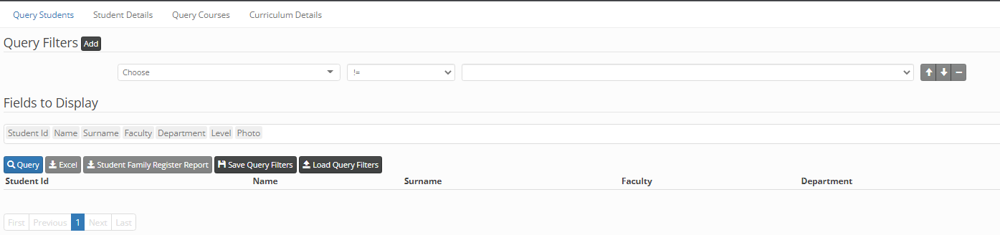 Query Students Student Details Query Courses Curriculum Details
Query Filters Add
Choose !=
Fields to Display
Student Id Name Surname Faculty Department Level Photo
Query Excel Student Family Register Report Save Query Filters Load Query Filters
Student Id Name Surname Faculty Department
First Previous 1 Next Last